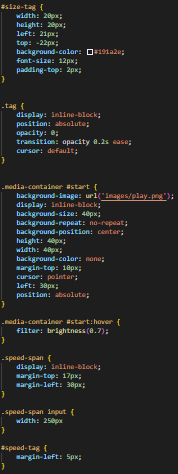 #size-tag {
width: 20px;
height: 20px;
left: 21px;
top: -22px;
background-color: #191a2e;
font-size: 12px;
padding-top: 2px;
}
.tag {
display: inline-block;
position: absolute;
opacity: 0;
transition: opacity 0.2s ease;
cursor: default;
}
.media-container #start {
background-image: url('images/play.png');
display: inline-block;
background-size: 40px;
background-repeat: no-repeat;
background-position: center;
height: 40px;
width: 40px;
background-color: none;
margin-top: 10px;
cursor: pointer;
left: 30px;
position: absolute;
}
.media-container #start:hover {
filter: brightness(0.7);
}
.speed-span {
display: inline-block;
margin-top: 17px;
margin-left: 30px;
}
.speed-span input {
width: 250px
}
#speed-tag {
margin-left: 5px;
}